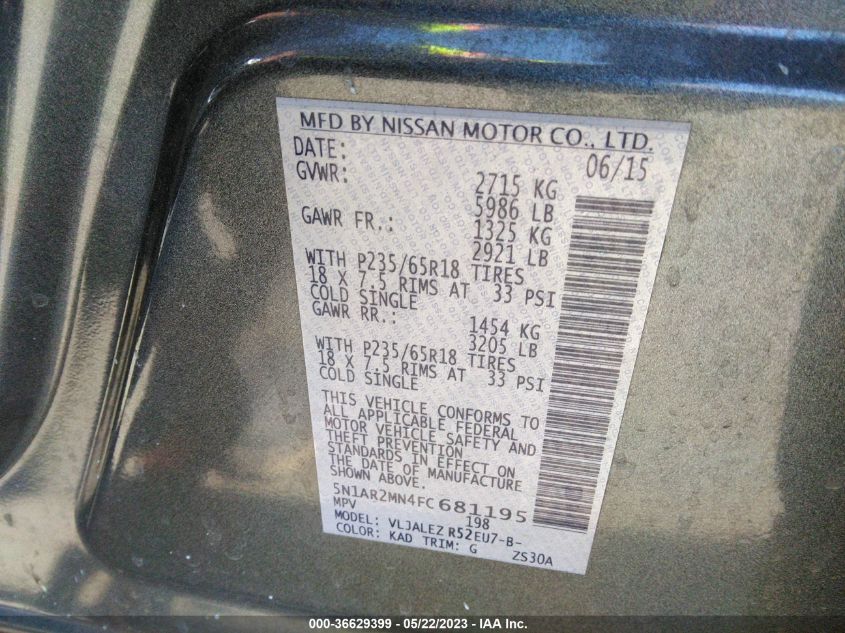 MFD BY NISSAN MOTOR CO., LTD.
DATE: 06/15
GVWR: 2715 KG
5986 LB
GAWR FR.: 1325 KG
2921 LB
WITH P235/65R18 TIRES
18 X 7.5 RIMS AT 33 PSI
COLD SINGLE
GAWR RR.: 1454 KG
3205 LB
WITH P235/65R18 TIRES
18 X 7.5 RIMS AT 33 PSI
COLD SINGLE
THIS VEHICLE CONFORMS TO
ALL APPLICABLE FEDERAL
MOTOR VEHICLE SAFETY AND
THEFT PREVENTION
STANDARDS IN EFFECT ON
THE DATE OF MANUFACTURE
SHOWN ABOVE.
5N1AR2MN4FC681195
MPV 198
MODEL: VLJALEZ R52EU7-B-
COLOR: KAD TRIM: G ZS30A
000-36629399 - 05/22/2023 - IAA Inc.